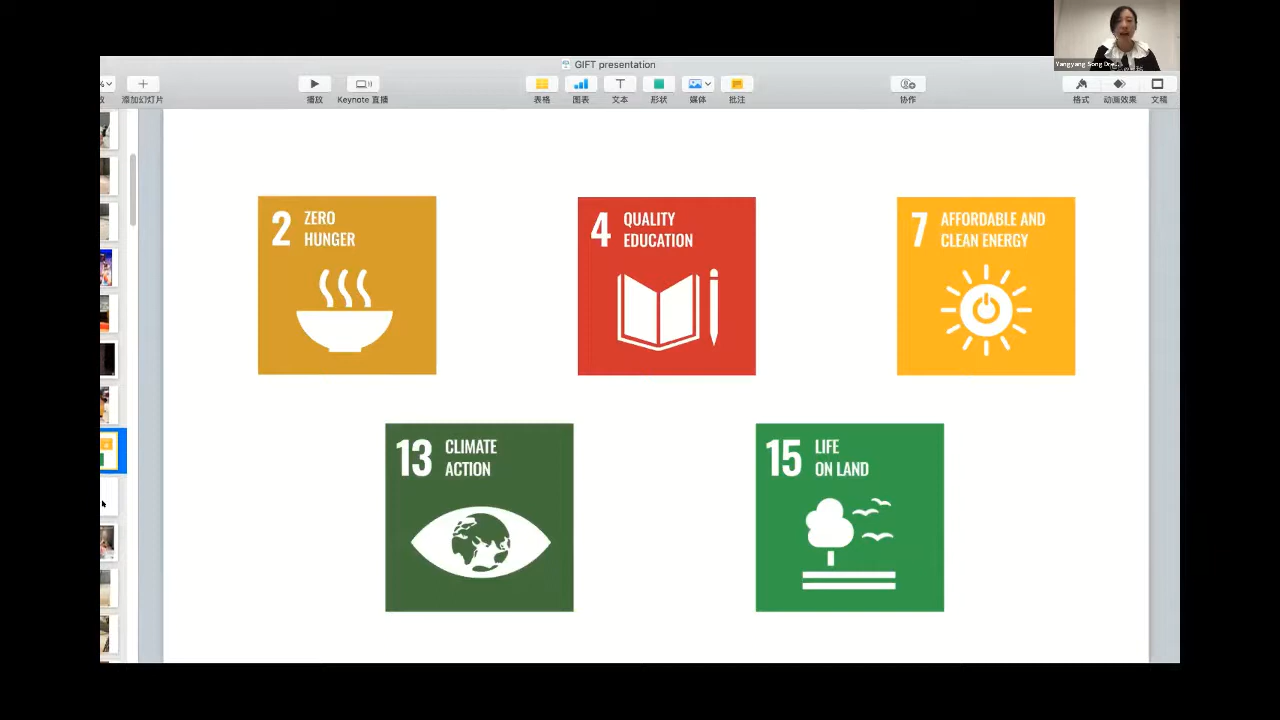 GIFT presentation
添加幻灯片
播放
Keynote 直播
表格
图表
文本
形状
媒体
批注
协作
格式
动画效果
文稿
Yangyang Song
2 ZERO
HUNGER
4 QUALITY
EDUCATION
7 AFFORDABLE AND
CLEAN ENERGY
13 CLIMATE
ACTION
15 LIFE
ON LAND